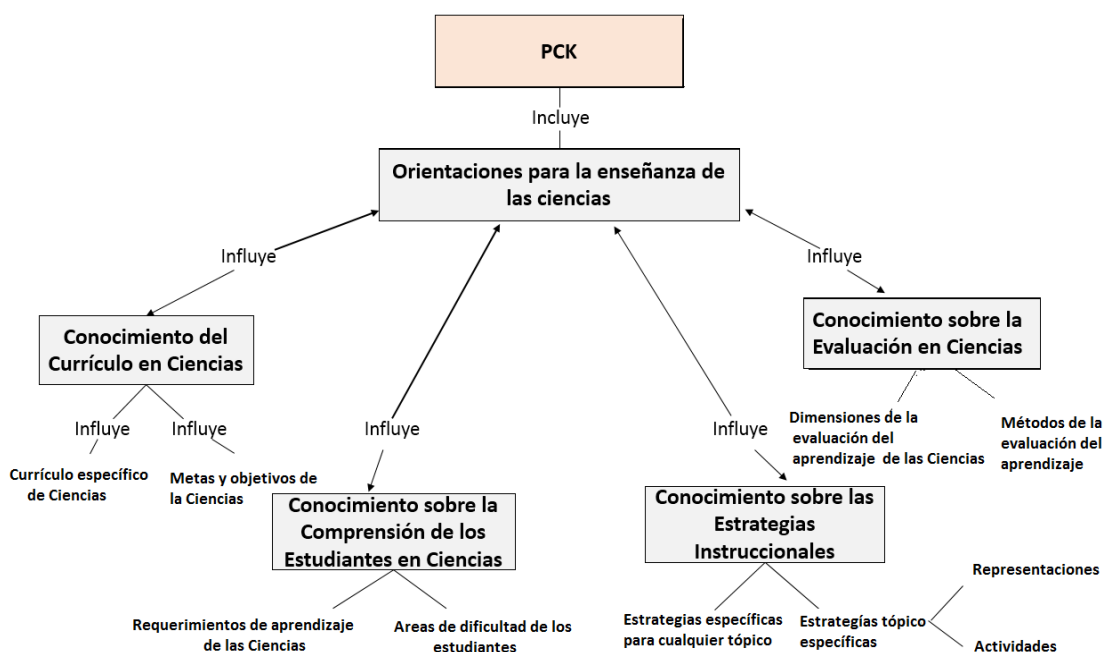 PCK
Incluye
Orientaciones para la enseñanza de
las ciencias
Influye
Influye
Conocimiento del
Currículo en Ciencias
Conocimiento sobre la
Evaluación en Ciencias
Influye
Influye
Influye
Influye
Currículo específico
de Ciencias
Metas y objetivos de
la Ciencias
Dimensiones de la
evaluación del
aprendizaje de las Ciencias
Métodos de la
evaluación del
aprendizaje
Conocimiento sobre la
Comprensión de los
Estudiantes en Ciencias
Conocimiento sobre las
Estrategias
Instruccionales
Requerimientos de aprendizaje
de las Ciencias
Areas de dificultad de los
estudiantes
Estrategias específicas
para cualquier tópico
Estrategías tópico
específicas
Representaciones
Actividades